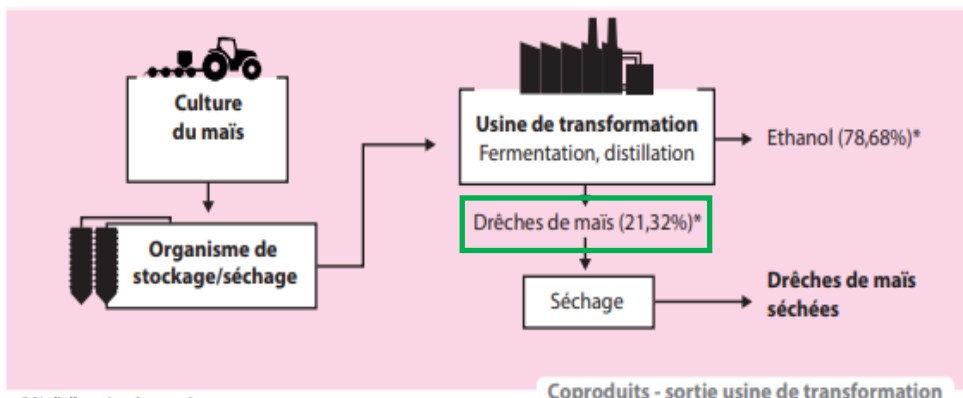 Culture
du maïs
Organisme de
stockage/séchage
Usine de transformation
Fermentation, distillation
Ethanol (78,68%)*
Drêches de maïs (21,32%)*
Séchage
Drêches de maïs
séchées
Coproduits - sortie usine de transformation